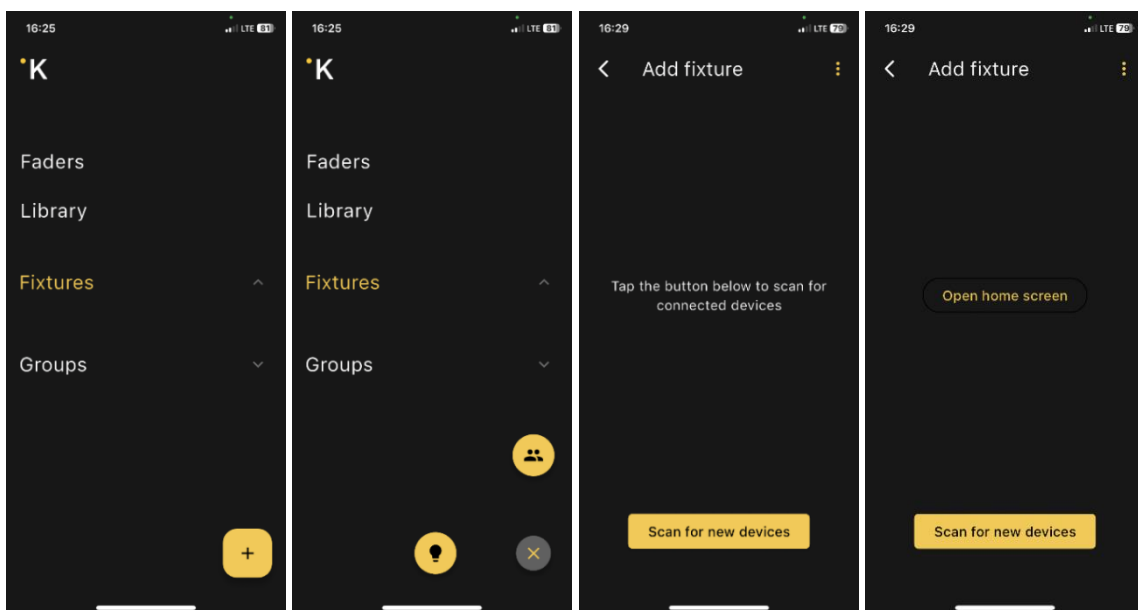 16:25 LTE 81
K
Faders
Library
Fixtures
Groups
+
16:25 LTE 81
K
Faders
Library
Fixtures
Groups
16:29 LTE 79
Add fixture
Tap the button below to scan for
connected devices
Scan for new devices
16:29 LTE 79
Add fixture
Open home screen
Scan for new devices